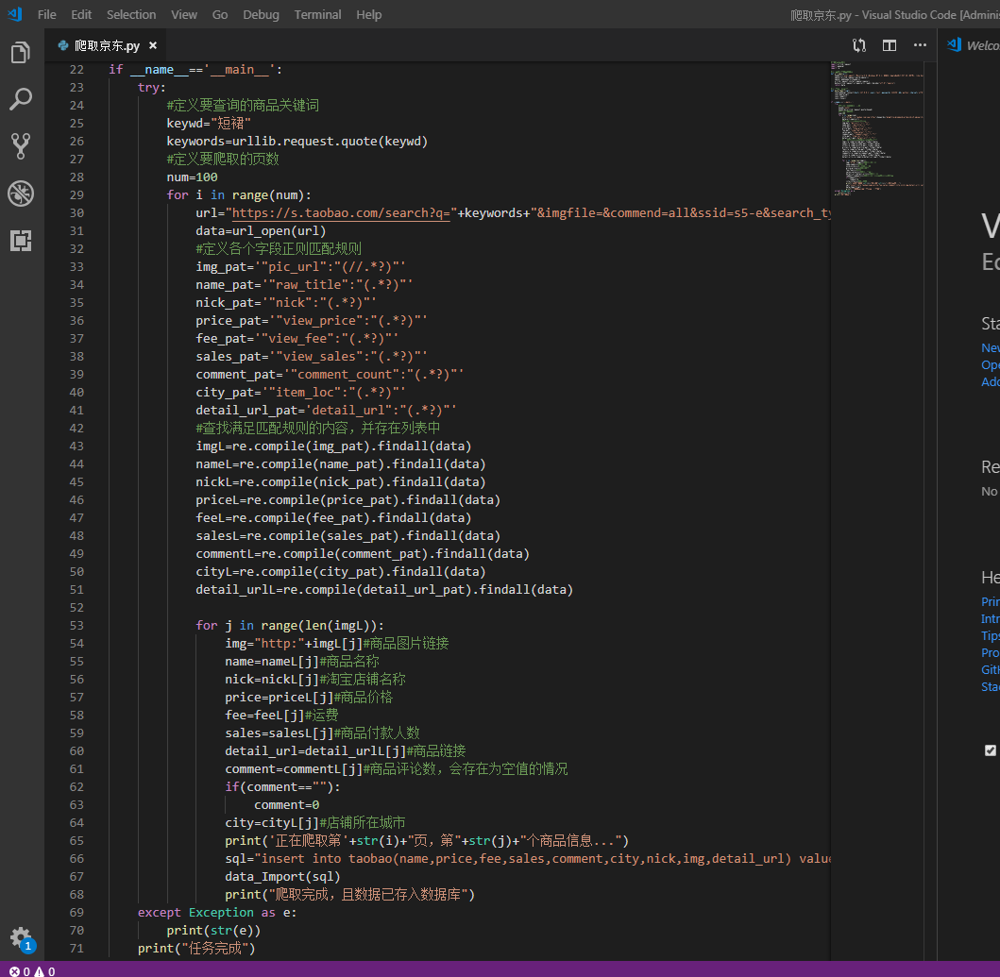 File Edit Selection View Go Debug Terminal Help
爬取京东.py - Visual Studio Code [Adminis
爬取京东.py ×
Welco
22 if __name__=='__main__':
23 try:
24 #定义要查询的商品关键词
25 keywd="短裙"
26 keywords=urllib.request.quote(keywd)
27 #定义要爬取的页数
28 num=100
29 for i in range(num):
30 url="https://s.taobao.com/search?q="+keywords+"&imgfile=&commend=all&ssid=s5-e&search_ty
31 data=url_open(url)
32 #定义各个字段正则匹配规则
33 img_pat='"pic_url":"(//.*?)"'
34 name_pat='"raw_title":"(.*?)"'
35 nick_pat='"nick":"(.*?)"'
36 price_pat='"view_price":"(.*?)"'
37 fee_pat='"view_fee":"(.*?)"'
38 sales_pat='"view_sales":"(.*?)"'
39 comment_pat='"comment_count":"(.*?)"'
40 city_pat='"item_loc":"(.*?)"'
41 detail_url_pat='detail_url":"(.*?)"'
42 #查找满足匹配规则的内容，并存在列表中
43 imgL=re.compile(img_pat).findall(data)
44 nameL=re.compile(name_pat).findall(data)
45 nickL=re.compile(nick_pat).findall(data)
46 priceL=re.compile(price_pat).findall(data)
47 feeL=re.compile(fee_pat).findall(data)
48 salesL=re.compile(sales_pat).findall(data)
49 commentL=re.compile(comment_pat).findall(data)
50 cityL=re.compile(city_pat).findall(data)
51 detail_urlL=re.compile(detail_url_pat).findall(data)
52
53 for j in range(len(imgL)):
54 img="http:"+imgL[j]#商品图片链接
55 name=nameL[j]#商品名称
56 nick=nickL[j]#淘宝店铺名称
57 price=priceL[j]#商品价格
58 fee=feeL[j]#运费
59 sales=salesL[j]#商品付款人数
60 detail_url=detail_urlL[j]#商品链接
61 comment=commentL[j]#商品评论数，会存在为空值的情况
62 if(comment==""):
63 comment=0
64 city=cityL[j]#店铺所在城市
65 print('正在爬取第'+str(i)+"页，第"+str(j)+"个商品信息...")
66 sql="insert into taobao(name,price,fee,sales,comment,city,nick,img,detail_url) value
67 data_Import(sql)
68 print("爬取完成，且数据已存入数据库")
69 except Exception as e:
70 print(str(e))
71 print("任务完成")
V
Ed
Sta
New
Ope
Add
Re
No
He
Prin
Intr
Tips
Pro
GitH
Stac
1
0 0